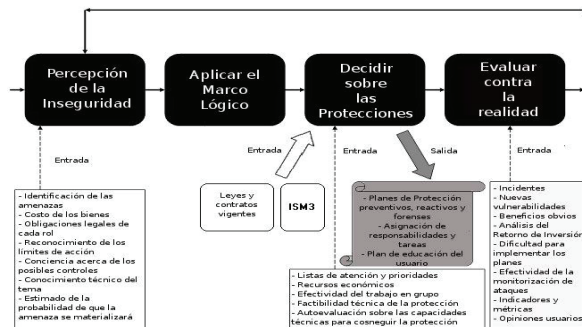 Percepción
de la
Inseguridad
Aplicar el
Marco
Lógico
Decidir
sobre
las
Protecciones
Evaluar
contra
la
realidad
Entrada
Entrada
Entrada
Salida
Entrada
Leyes y
contratos
vigentes
ISM3
- Identificación de las
amenazas
- Costo de los bienes
- Obligaciones legales de
cada rol
- Reconocimiento de los
límites de acción
- Conciencia acerca de los
posibles controles
- Conocimiento técnico del
tema
- Estimado de la
probabilidad de que la
amenaza se materializará
- Planes de Protección
preventivos, reactivos y
forenses
- Asignación de
responsabilidades y
tareas
- Plan de educación del
usuario
- Listas de atención y prioridades
- Recursos económicos
- Efectividad del trabajo en grupo
- Factibilidad técnica de la protección
- Autoevaluación sobre las capacidades
técnicas para cosneguir la protección
- Incidentes
- Nuevas
vulnerabilidades
- Beneficios obvios
- Análisis del
Retorno de Inversión
- Dificultad para
implementar los
planes
- Efectividad de la
monitorización de
ataques
- Indicadores y
métricas
- Opiniones usuarios